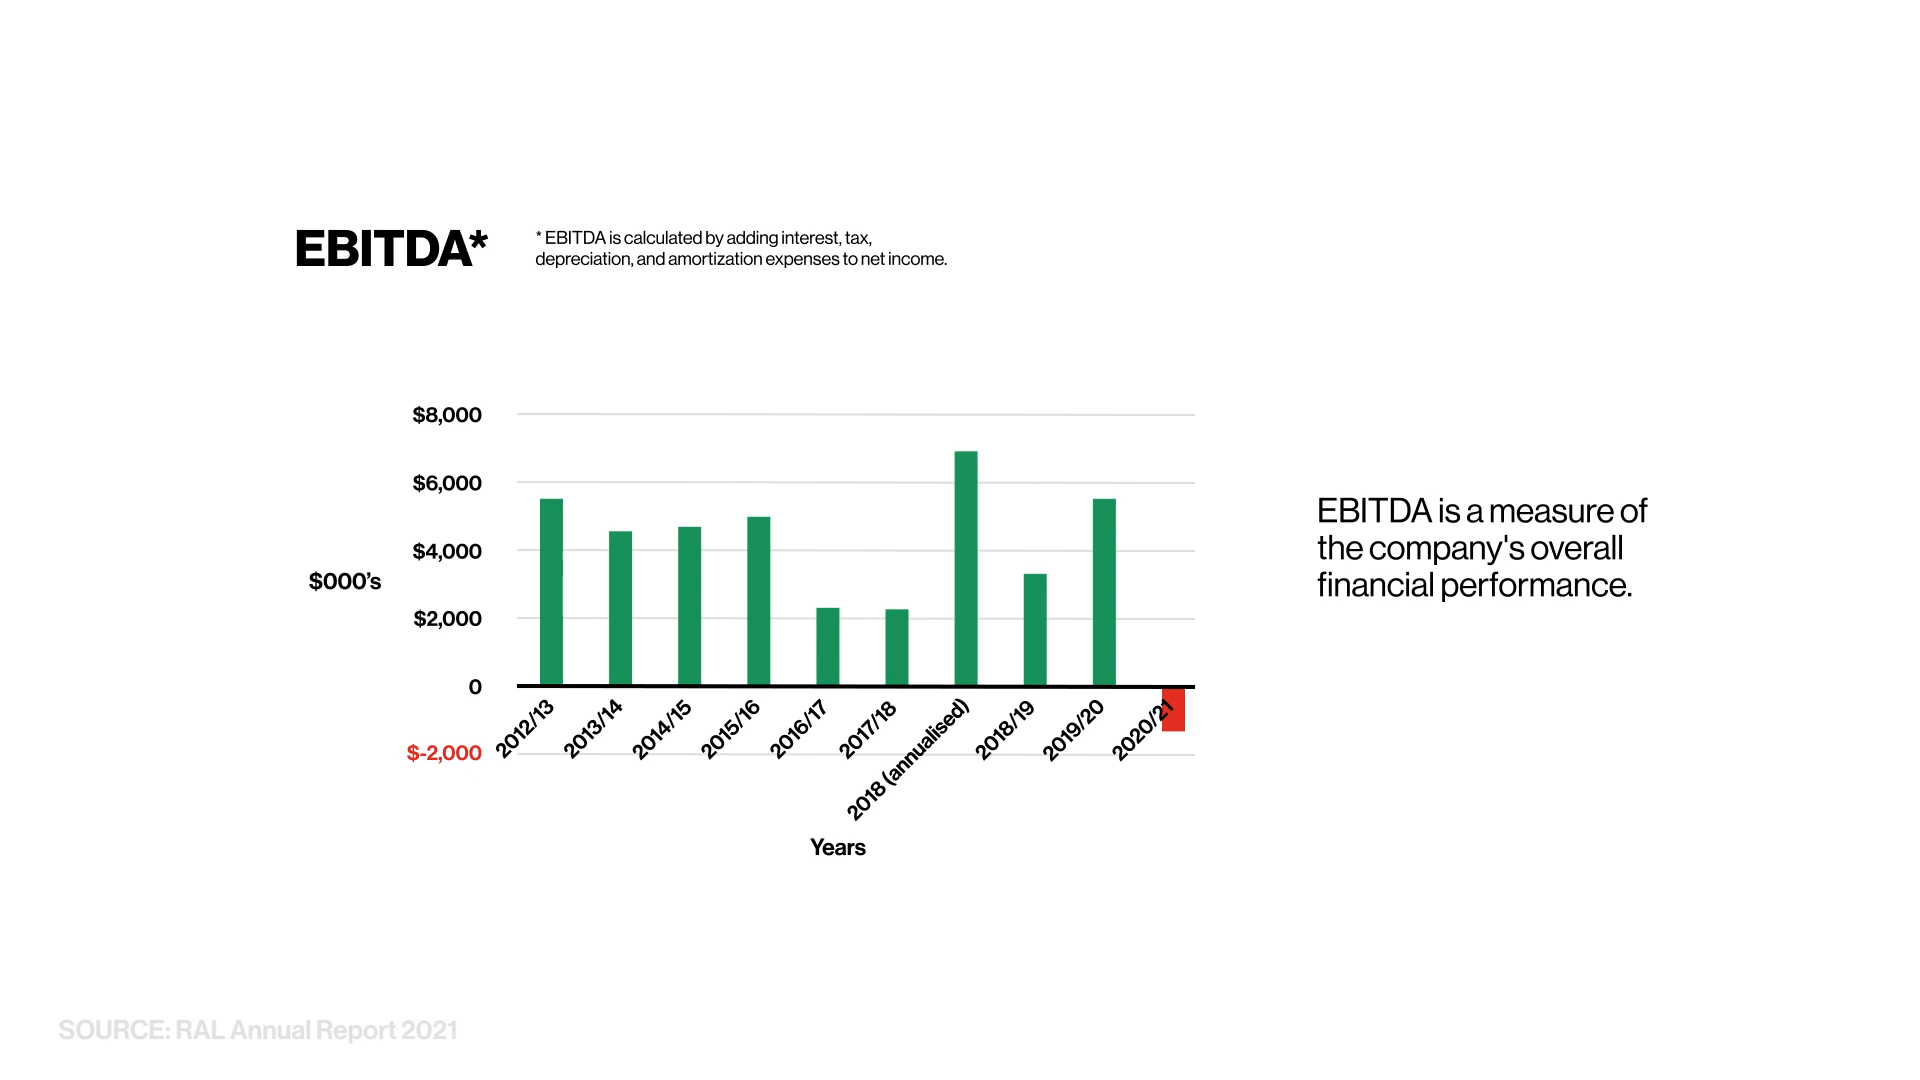 EBITDA*
* EBITDA is calculated by adding interest, tax,
depreciation, and amortization expenses to net income.
$8,000
$6,000
$4,000
$000’s
$2,000
0
$-2,000
2012/13
2013/14
2014/15
2015/16
2016/17
2017/18
2018 (annualised)
2018/19
2019/20
2020/21
Years
EBITDA is a measure of
the company's overall
financial performance.
SOURCE: RAL Annual Report 2021